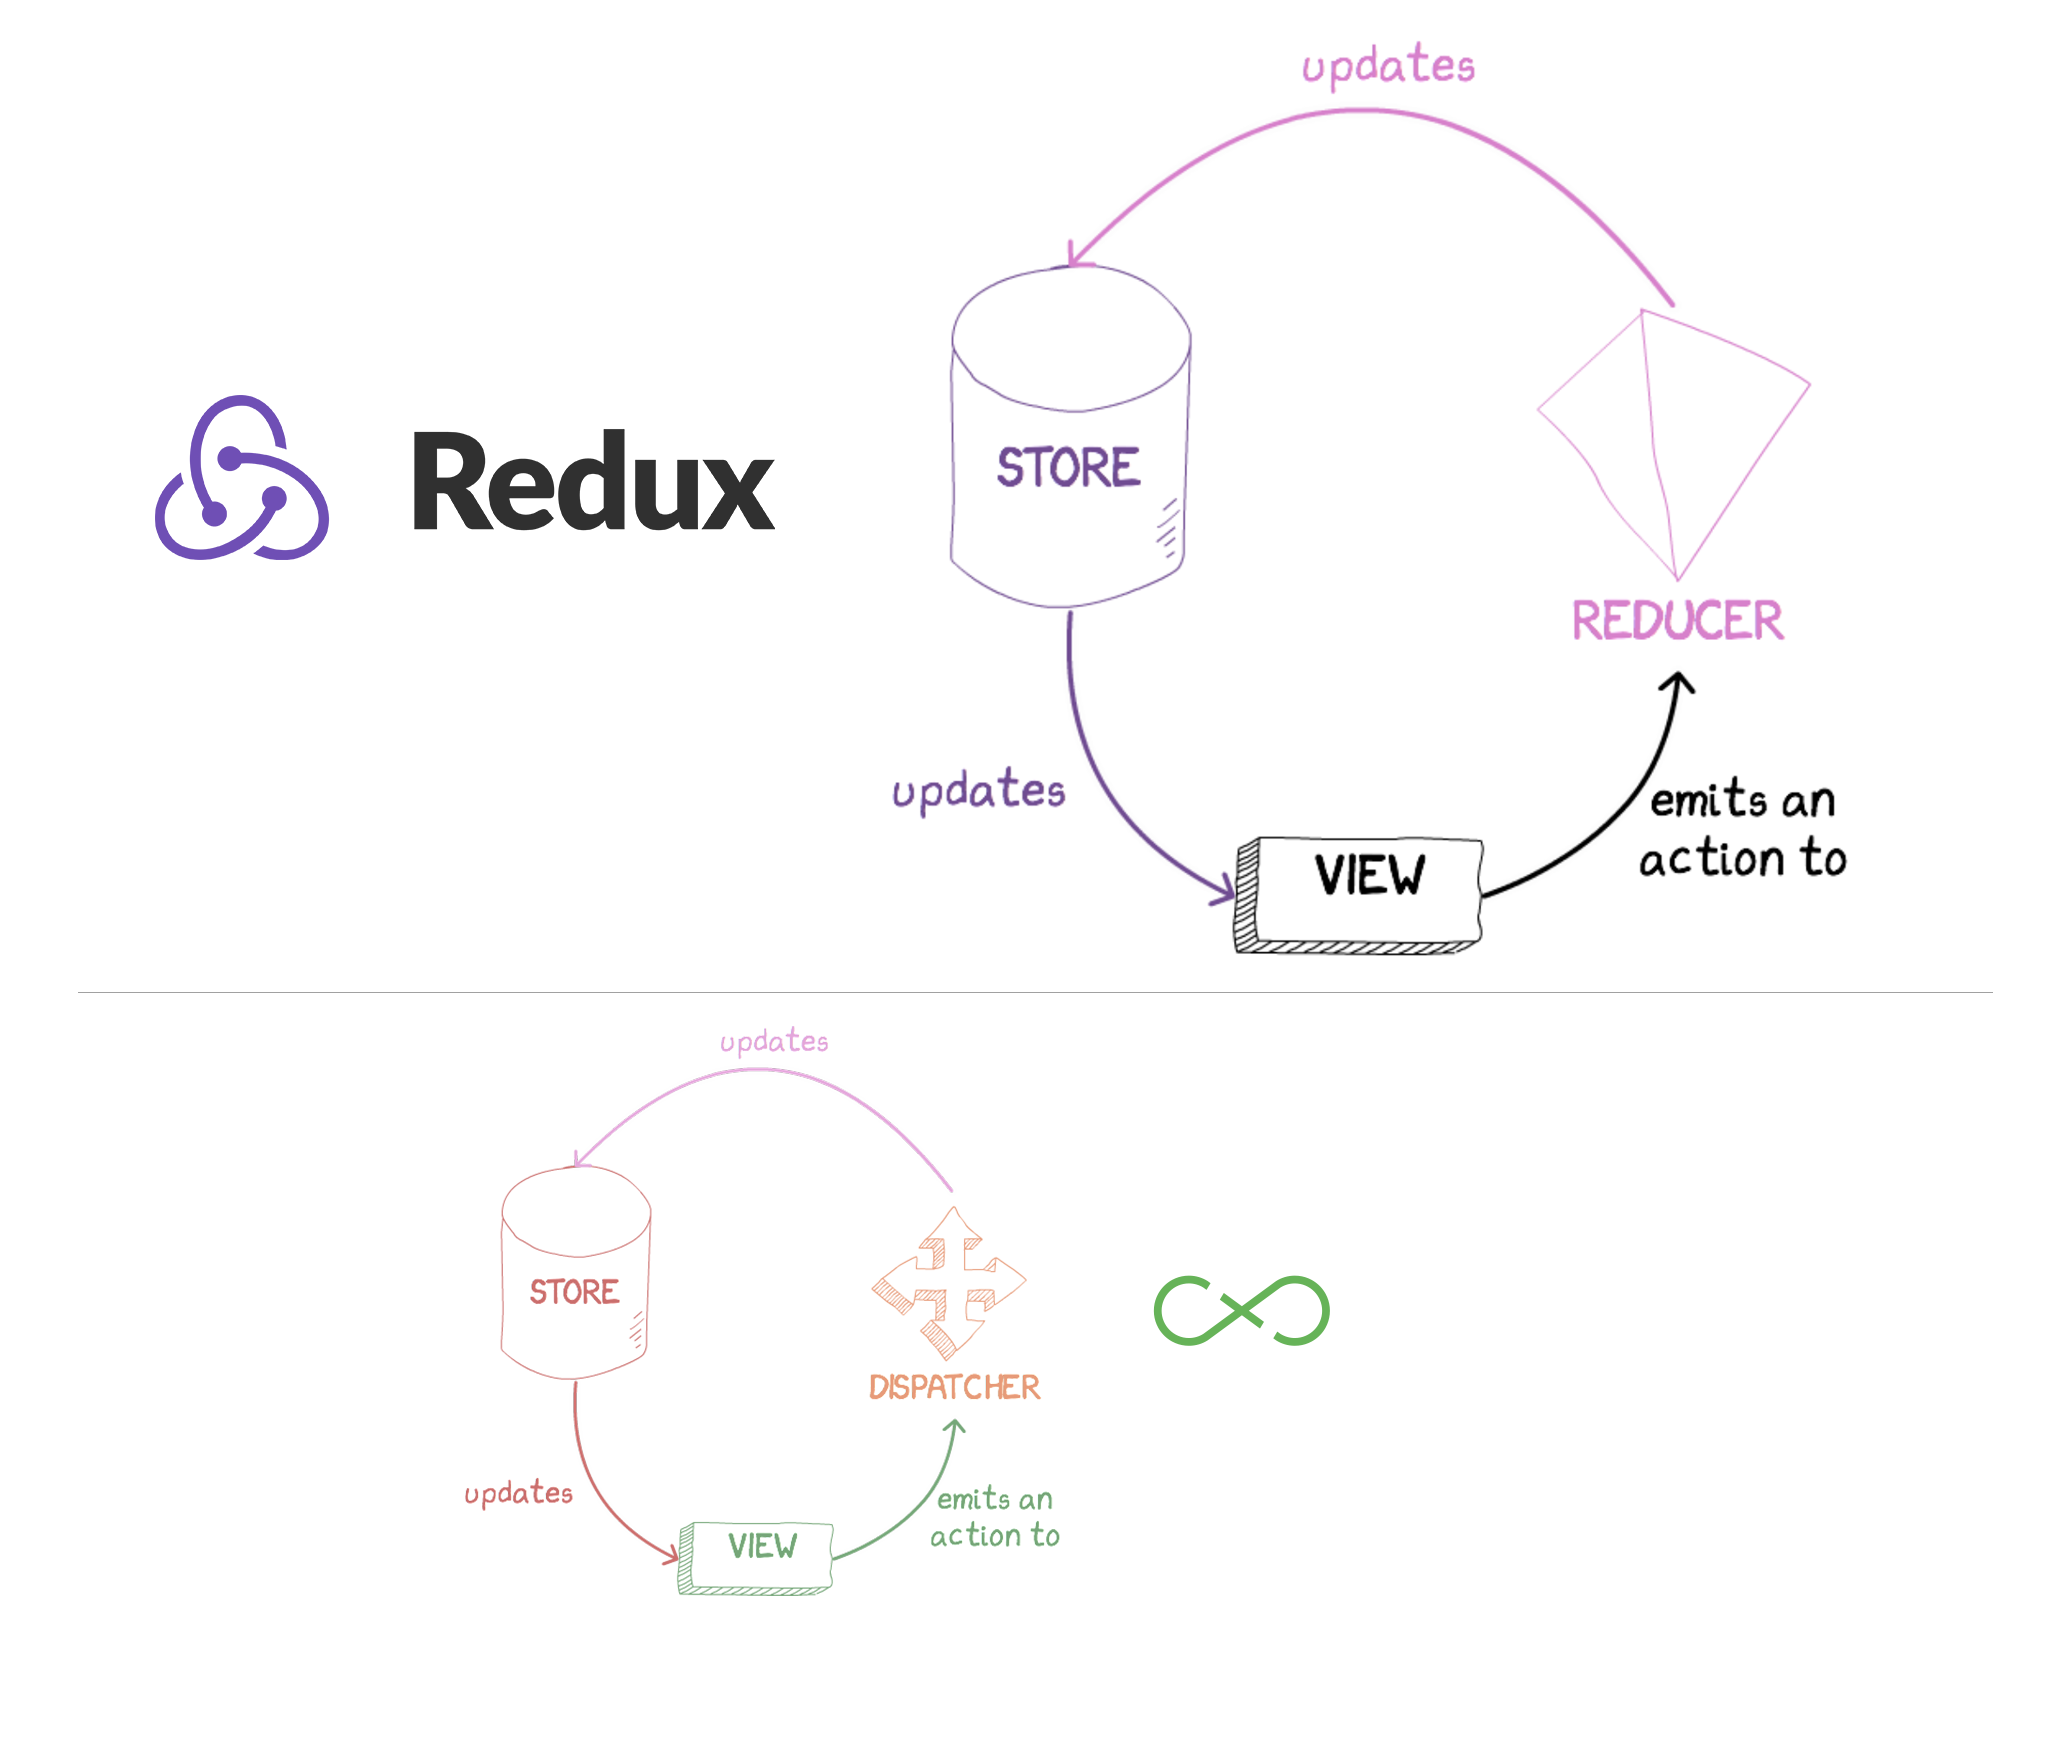 updates
Redux
STORE
REDUCER
updates
emits an
action to
VIEW
updates
STORE
DISPATCHER
updates
emits an
action to
VIEW